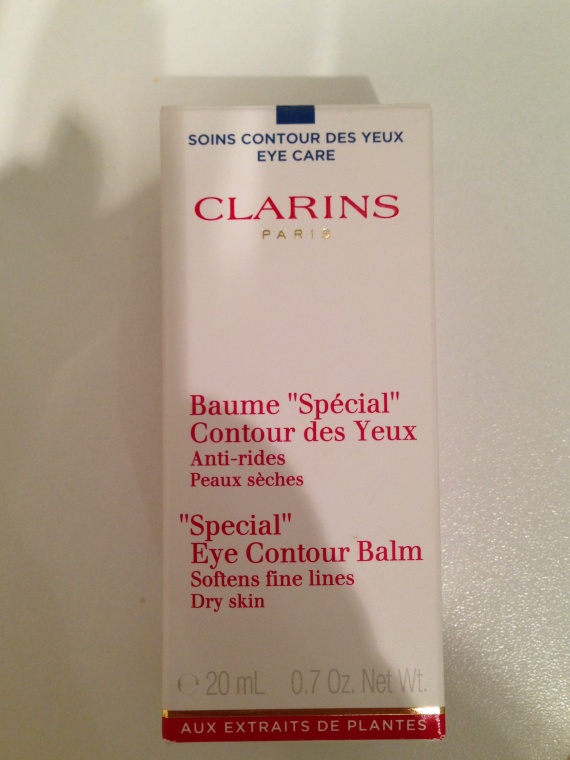 SOINS CONTOUR DES YEUX
EYE CARE
CLARINS
PARIS
Baume "Spécial"
Contour des Yeux
Anti-rides
Peaux sèches
"Special"
Eye Contour Balm
Softens fine lines
Dry skin
℮ 20 mL 0.7 Oz. Net Wt.
AUX EXTRAITS DE PLANTES